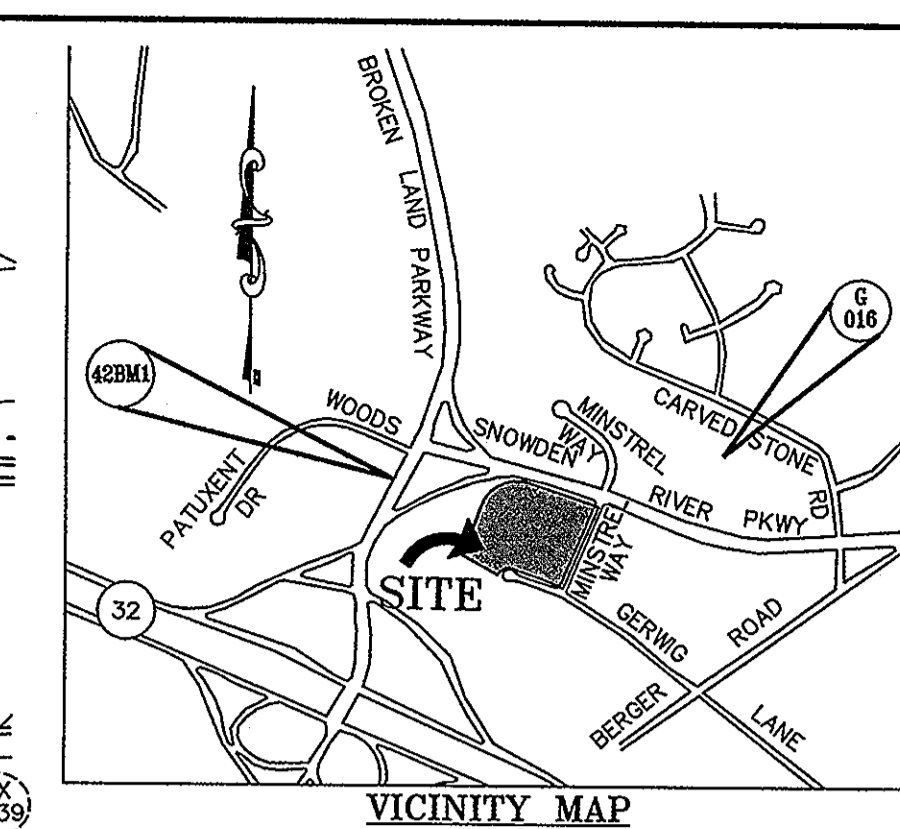 BROKEN LAND PARKWAY
G
016
42BM1
WOODS
PATUXENT
DR
SNOWDEN
RIVER
PKWY
MINSTREL
WAY
CARVED STONE
RD
MINSTREL
WAY
SITE
32
GERWIG
LANE
BERGER
ROAD
VICINITY MAP
X
39